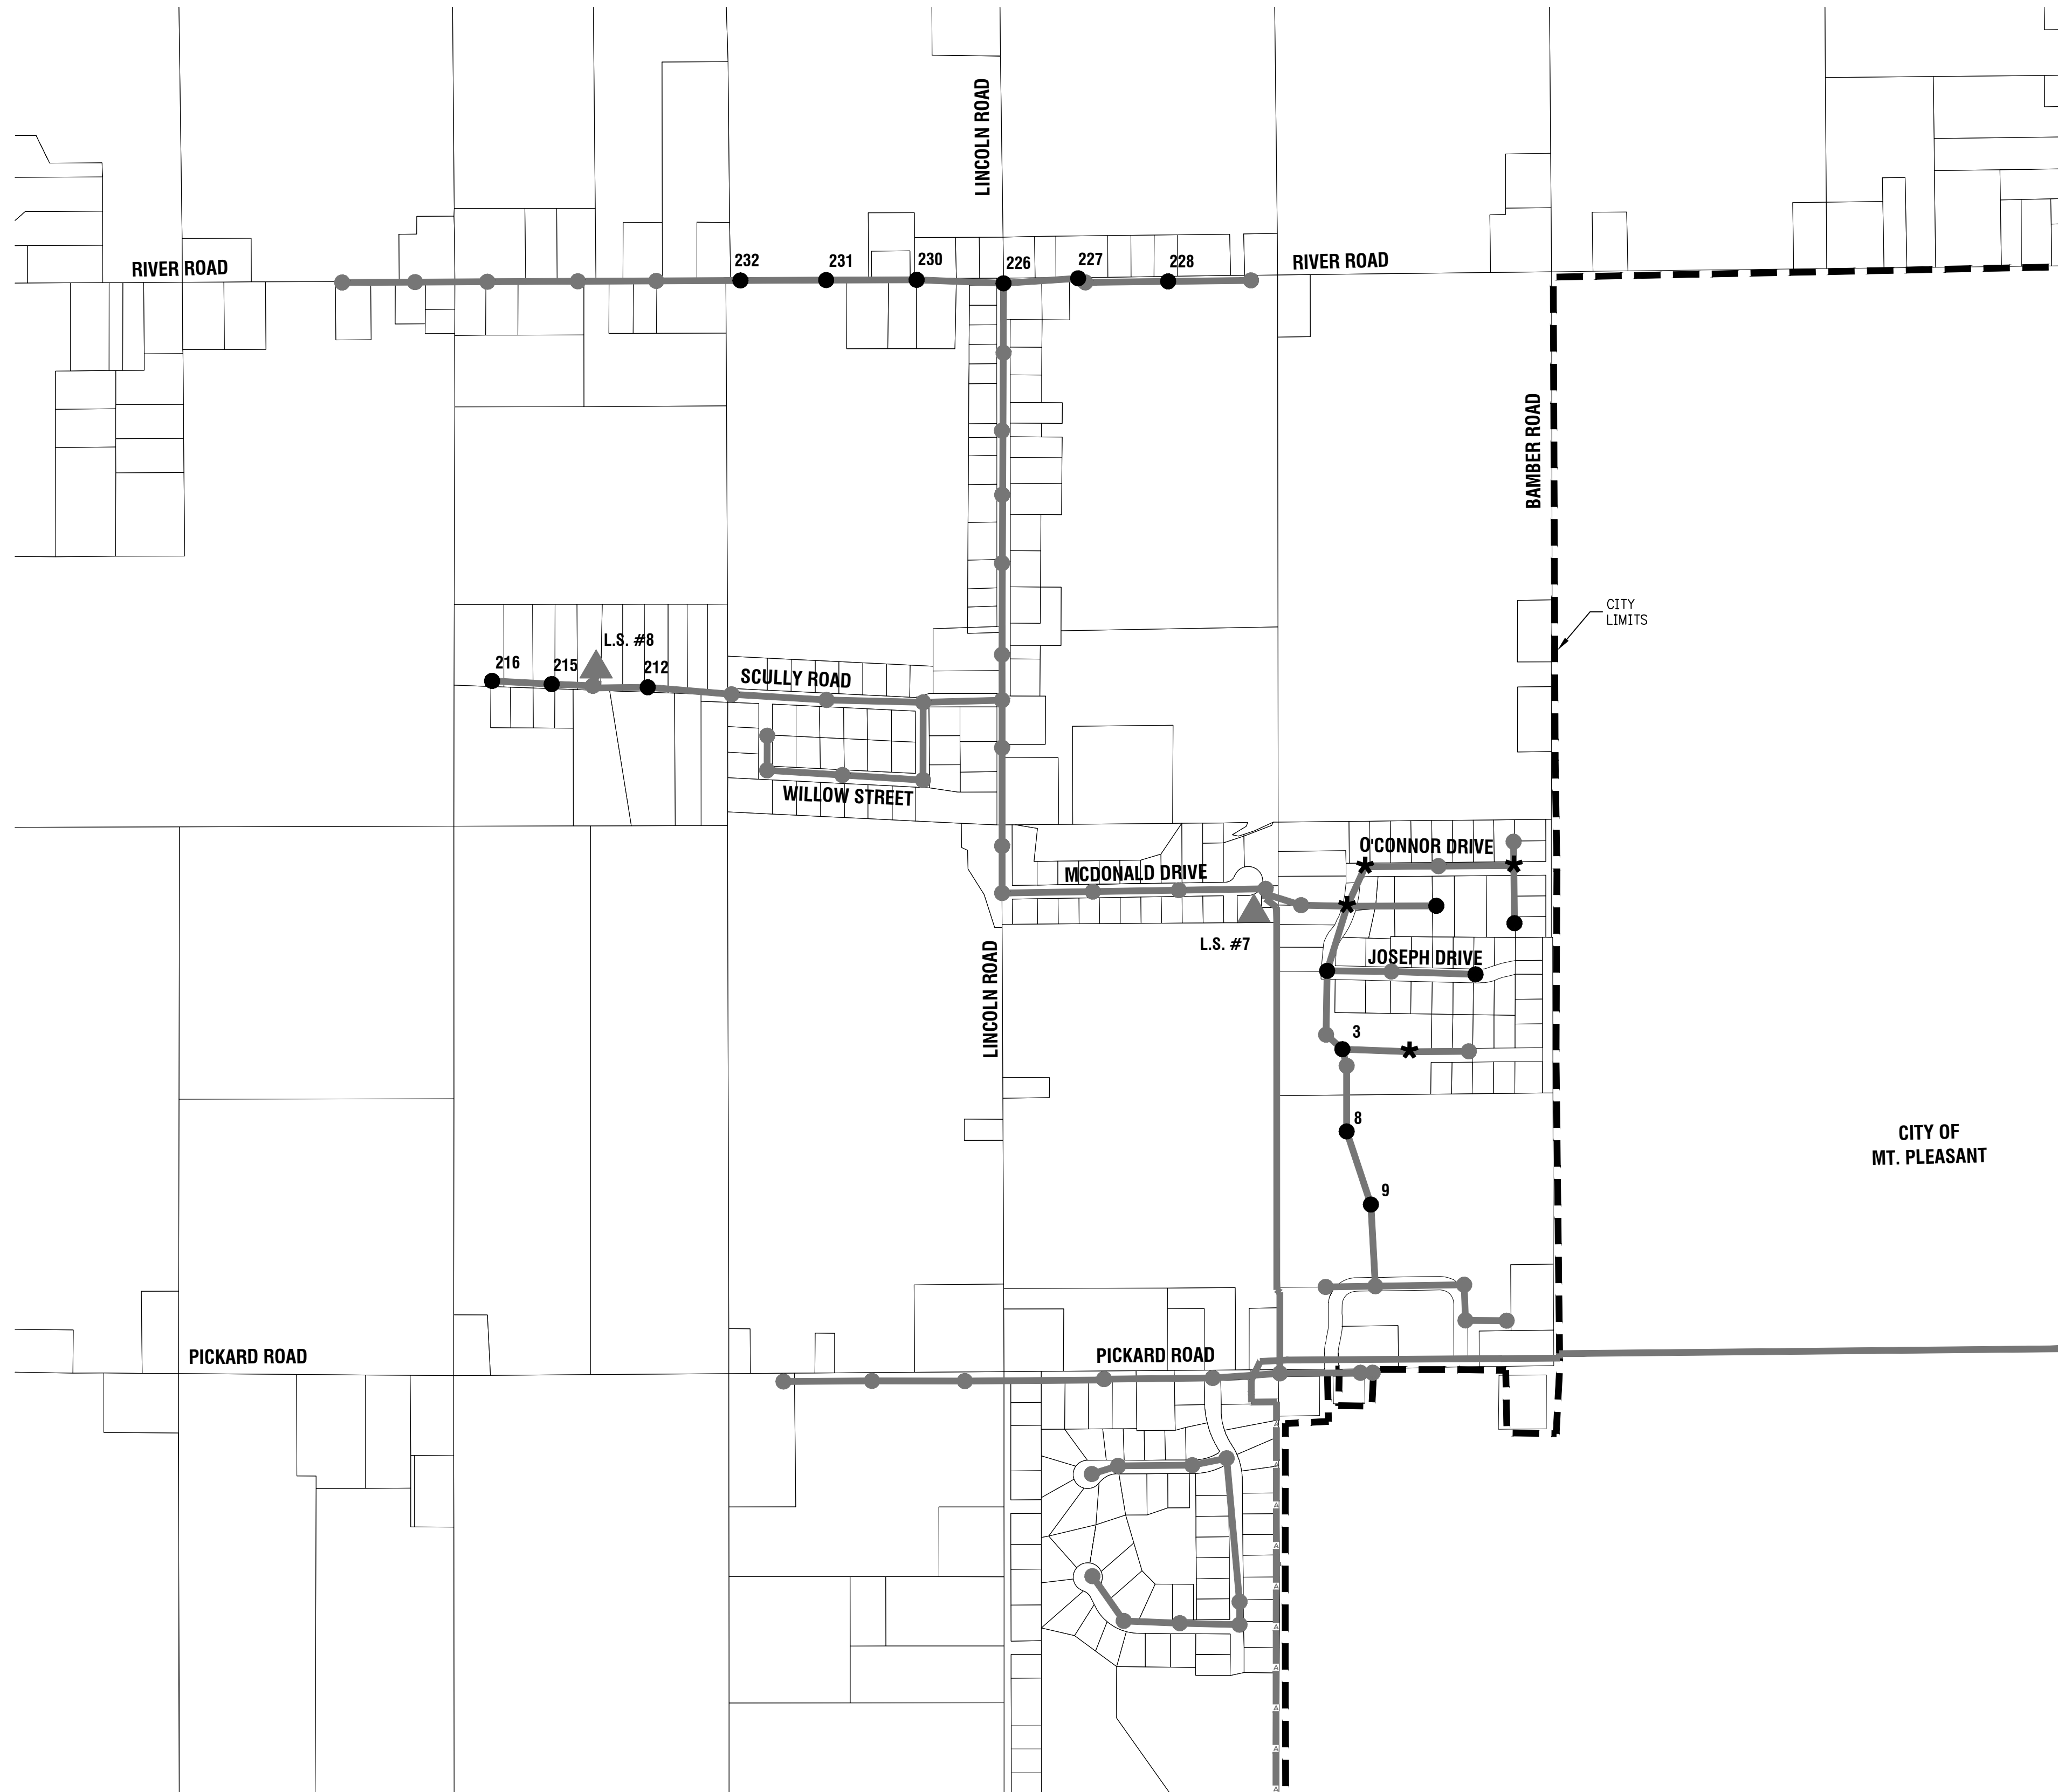 LINCOLN ROAD
232
231
230
226
227
228
RIVER ROAD
RIVER ROAD
BAMBER ROAD
CITY
LIMITS
L.S. #8
216
215
212
SCULLY ROAD
WILLOW STREET
O'CONNOR DRIVE
MCDONALD DRIVE
L.S. #7
JOSEPH DRIVE
LINCOLN ROAD
3
8
CITY OF
MT. PLEASANT
9
PICKARD ROAD
PICKARD ROAD
A
A
A
A
A
A
A
A
A
A